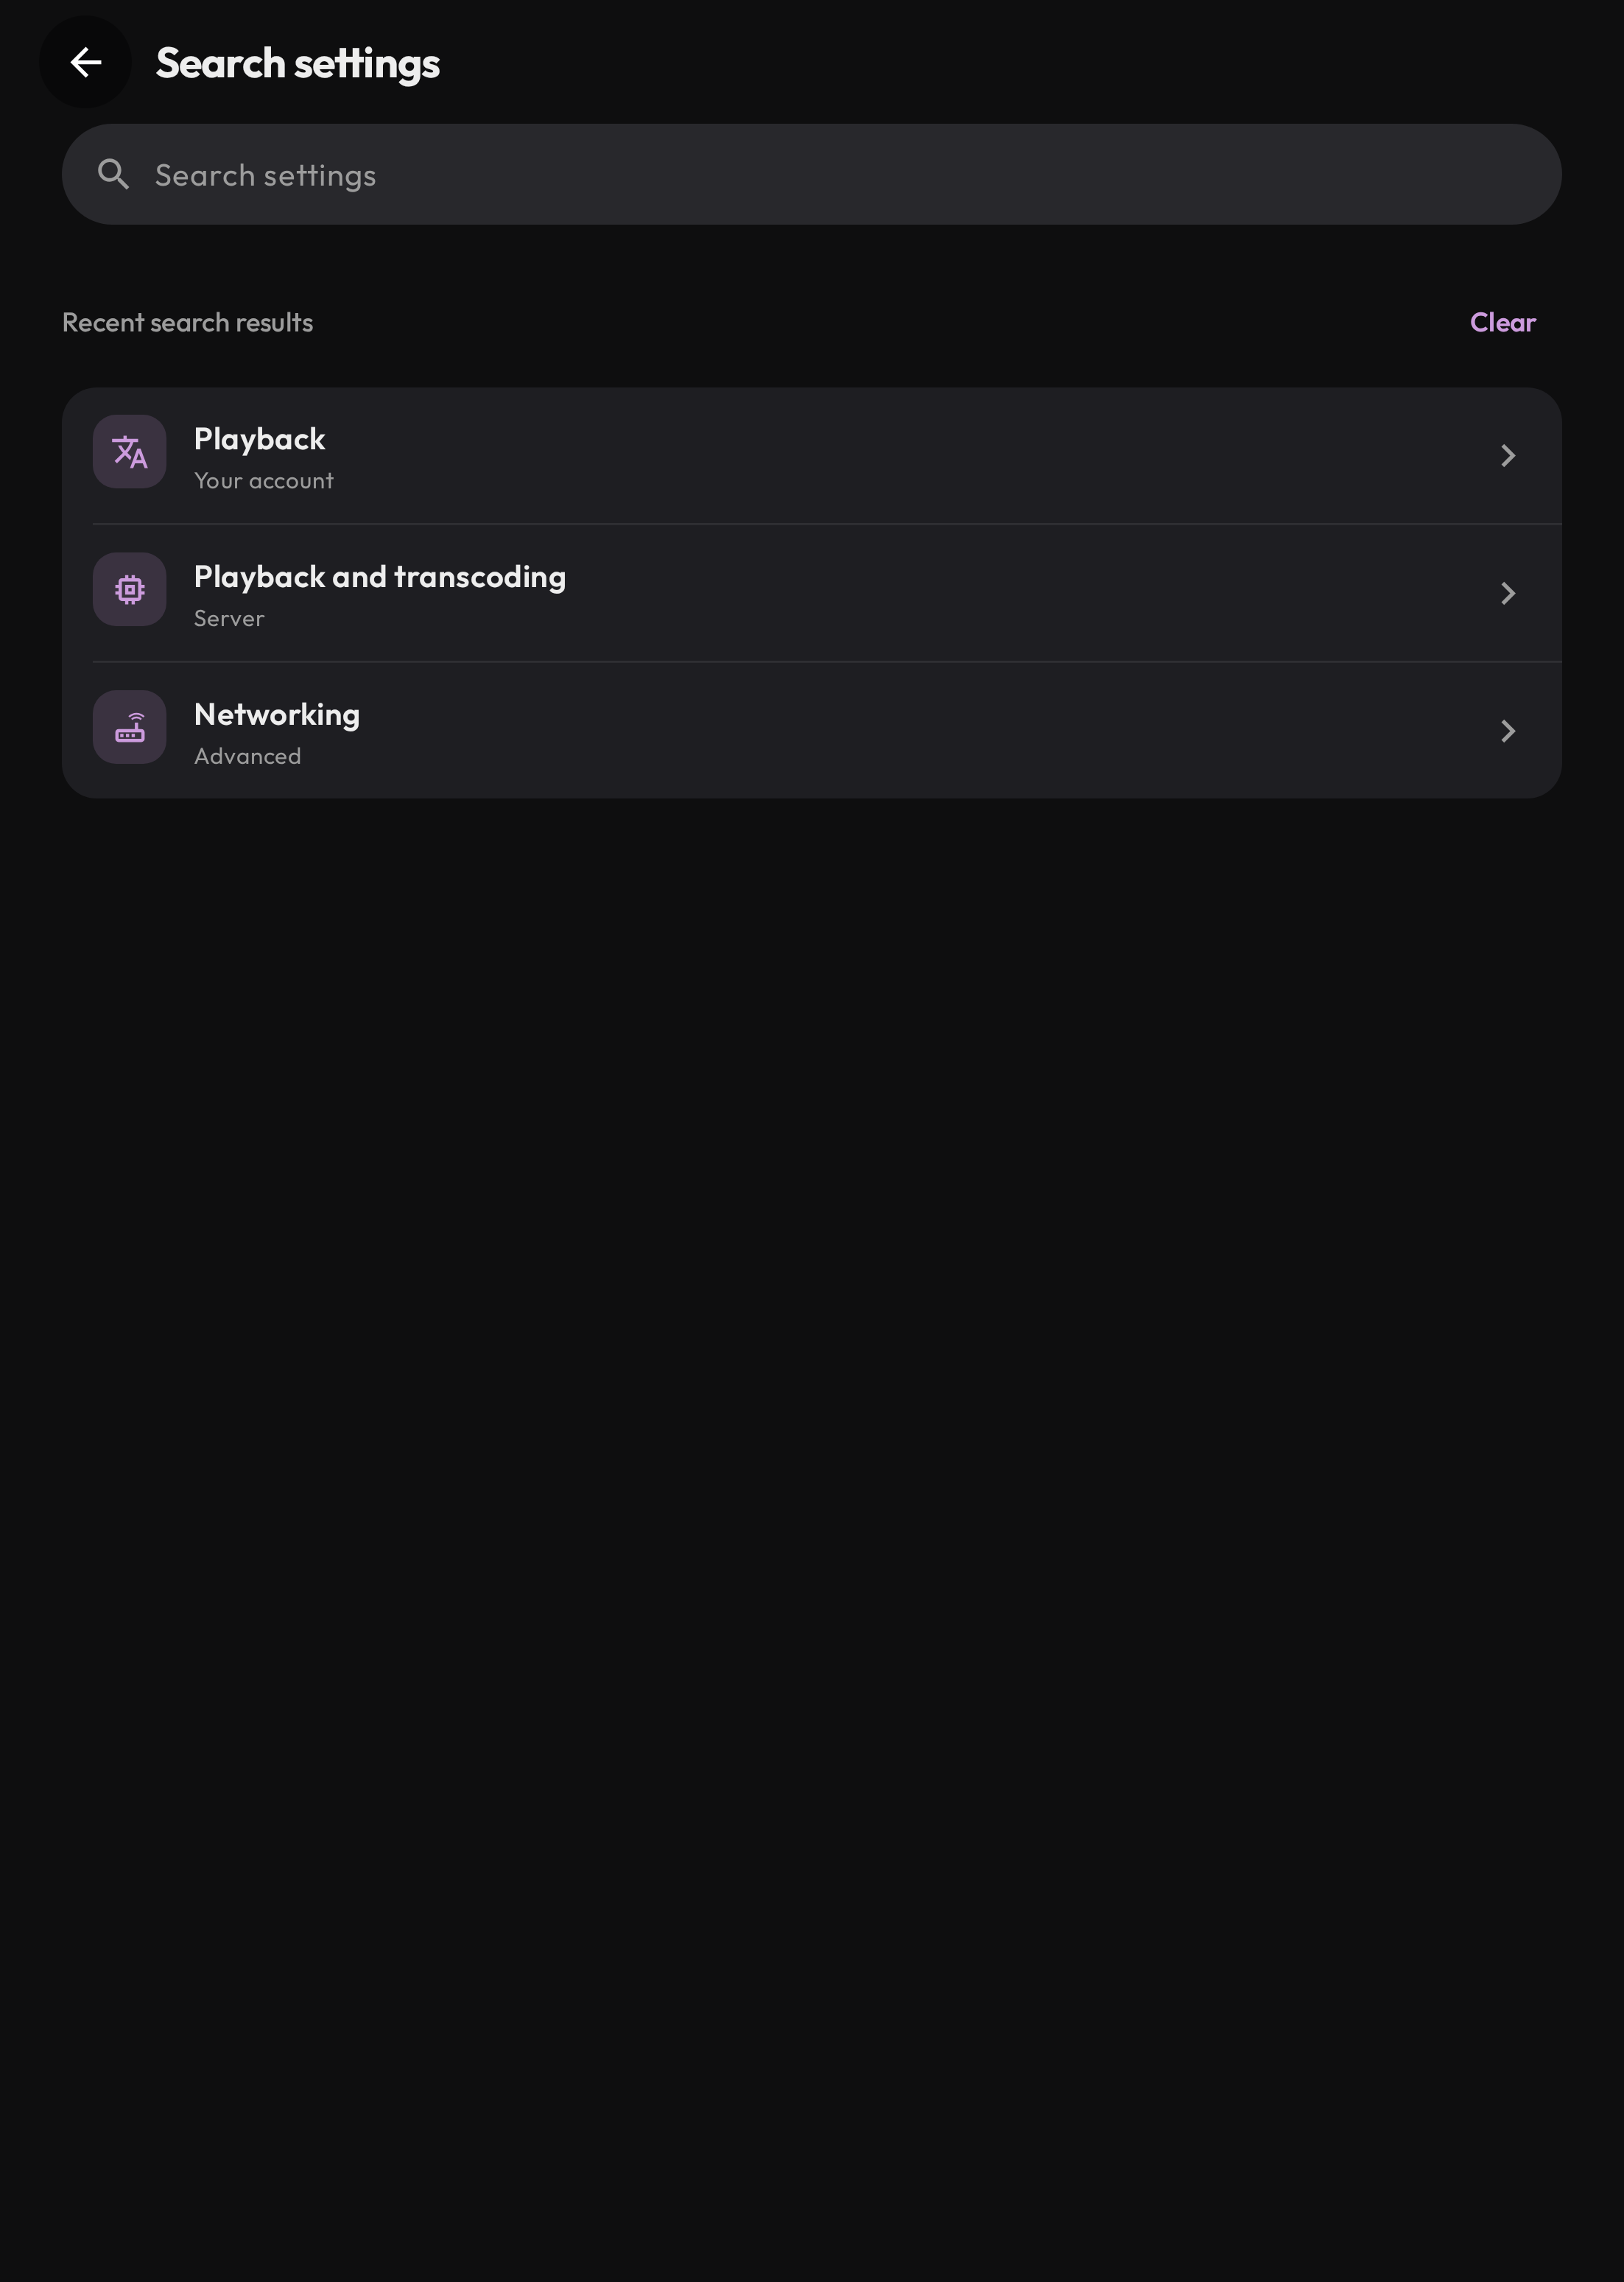 Search settings
Search settings
Recent search results
Clear
Playback
Your account
Playback and transcoding
Server
Networking
Advanced